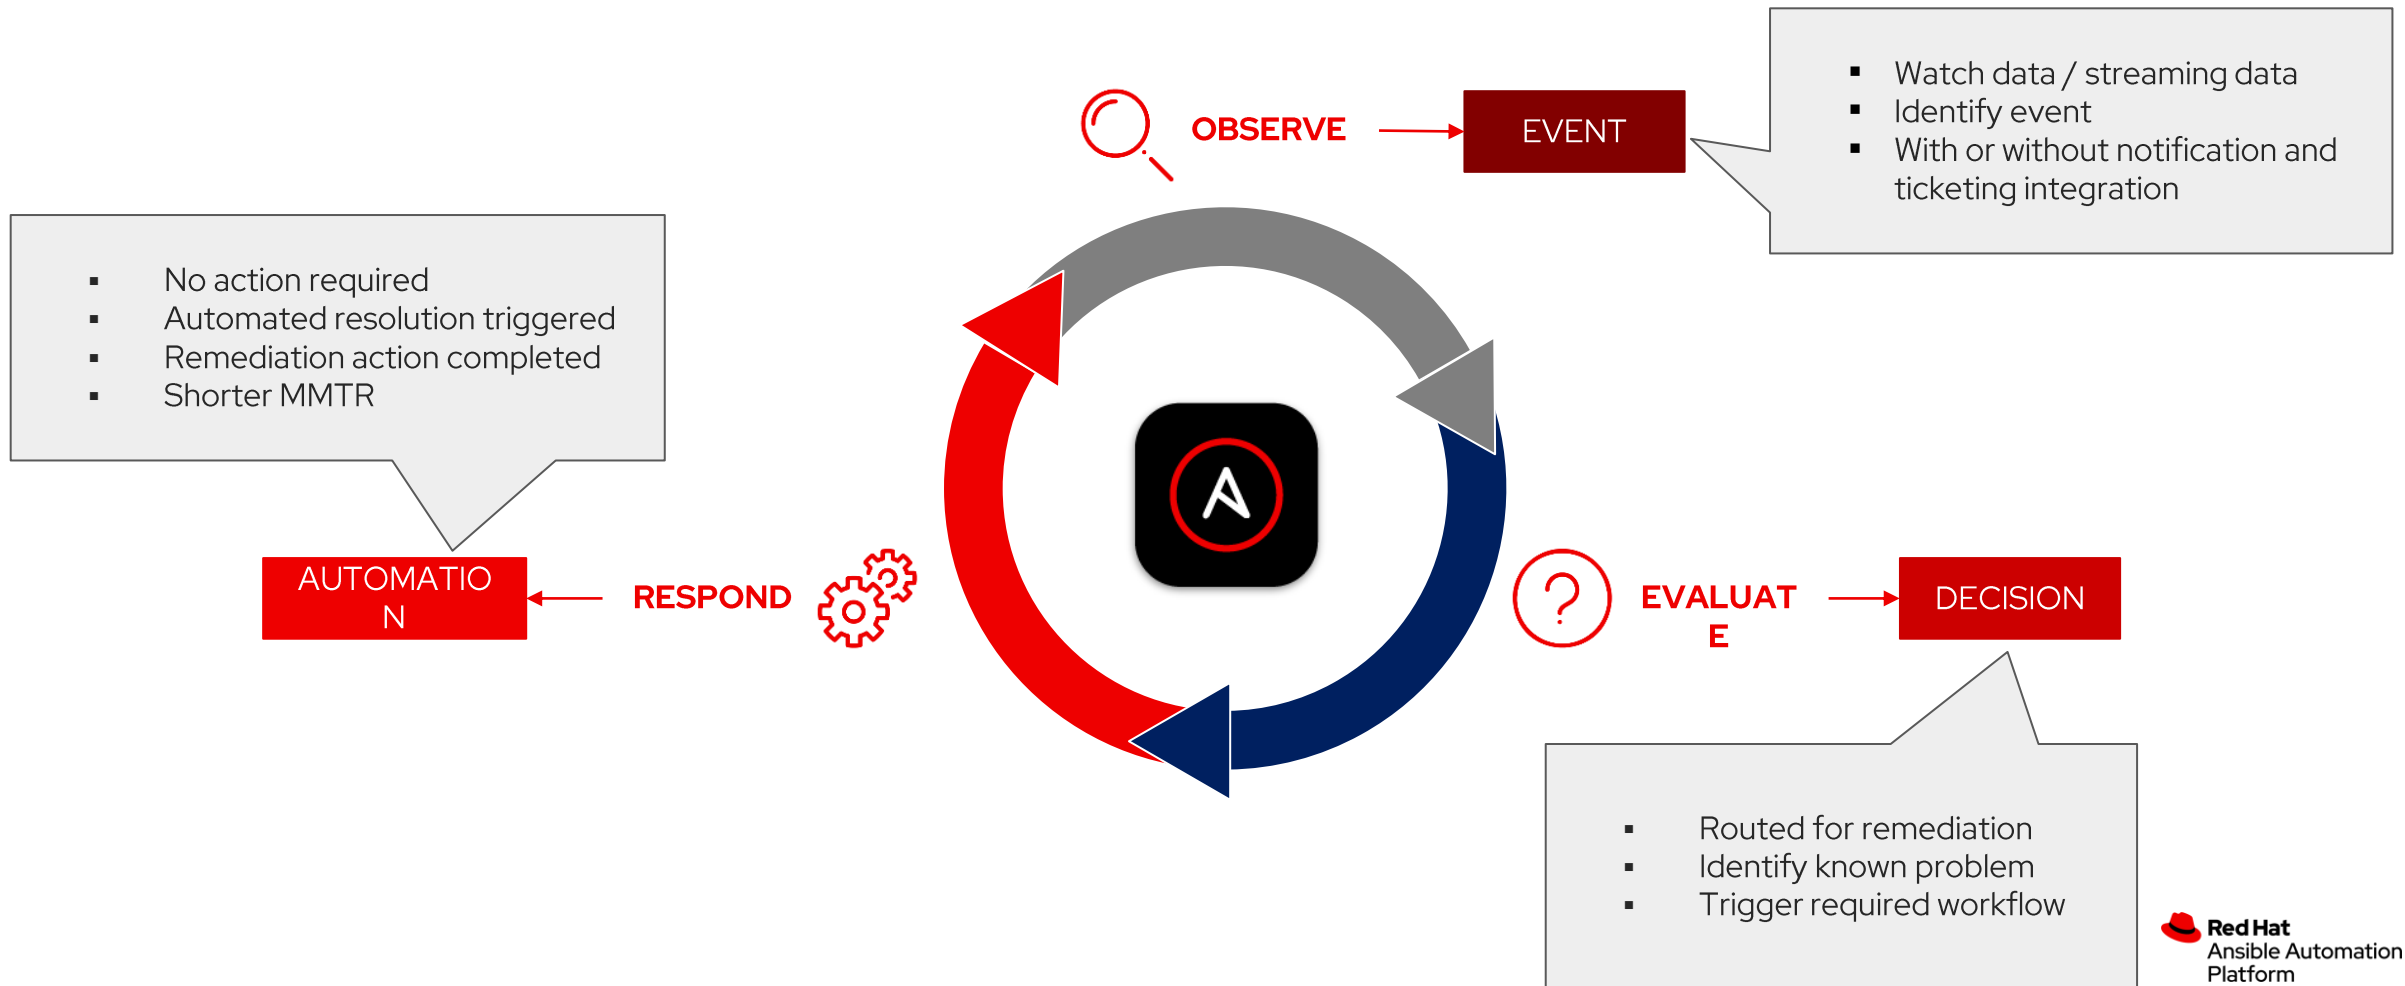 OBSERVE
EVENT
▪ Watch data / streaming data
▪ Identify event
▪ With or without notification and
ticketing integration
▪ No action required
▪ Automated resolution triggered
▪ Remediation action completed
▪ Shorter MMTR
AUTOMATIO
N
RESPOND
EVALUAT
E
DECISION
▪ Routed for remediation
▪ Identify known problem
▪ Trigger required workflow
Red Hat
Ansible Automation
Platform